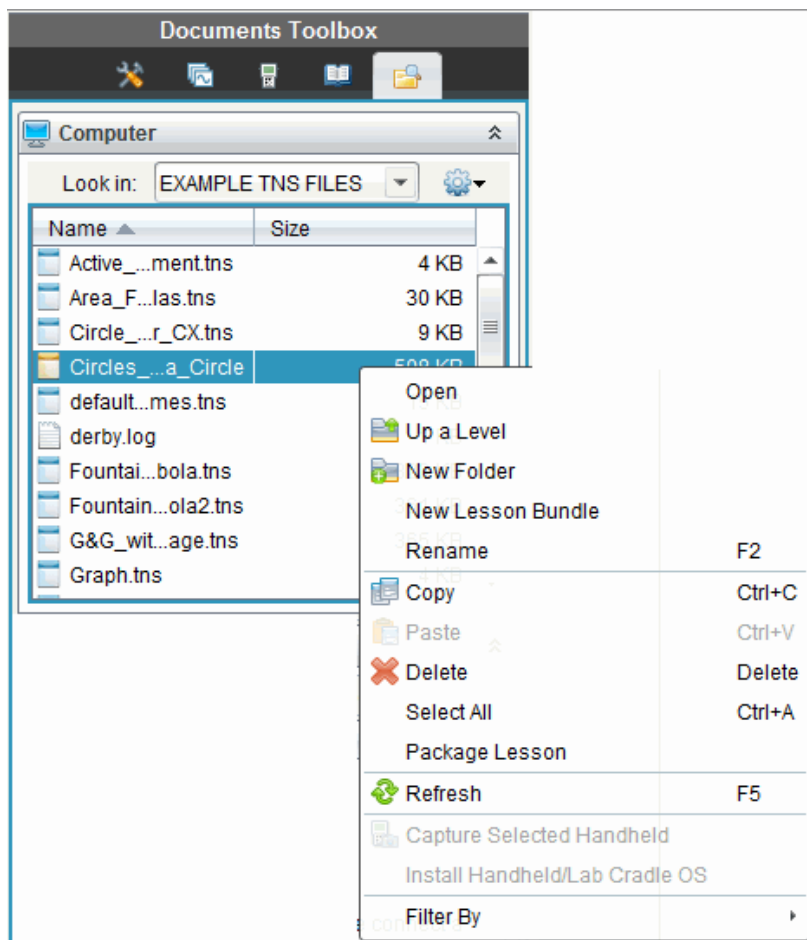 Documents Toolbox
Computer
Look in: EXAMPLE TNS FILES
Name Size
Active_...ment.tns 4 KB
Area_F...las.tns 30 KB
Circle_...r_CX.tns 9 KB
Circles_...a_Circle 598 KB
default...mes.tns
derby.log
Fountai...bola.tns
Fountain...ola2.tns
G&G_wit...age.tns
Graph.tns
Open
Up a Level
New Folder
New Lesson Bundle
Rename F2
Copy Ctrl+C
Paste Ctrl+V
Delete Delete
Select All Ctrl+A
Package Lesson
Refresh F5
Capture Selected Handheld
Install Handheld/Lab Cradle OS
Filter By